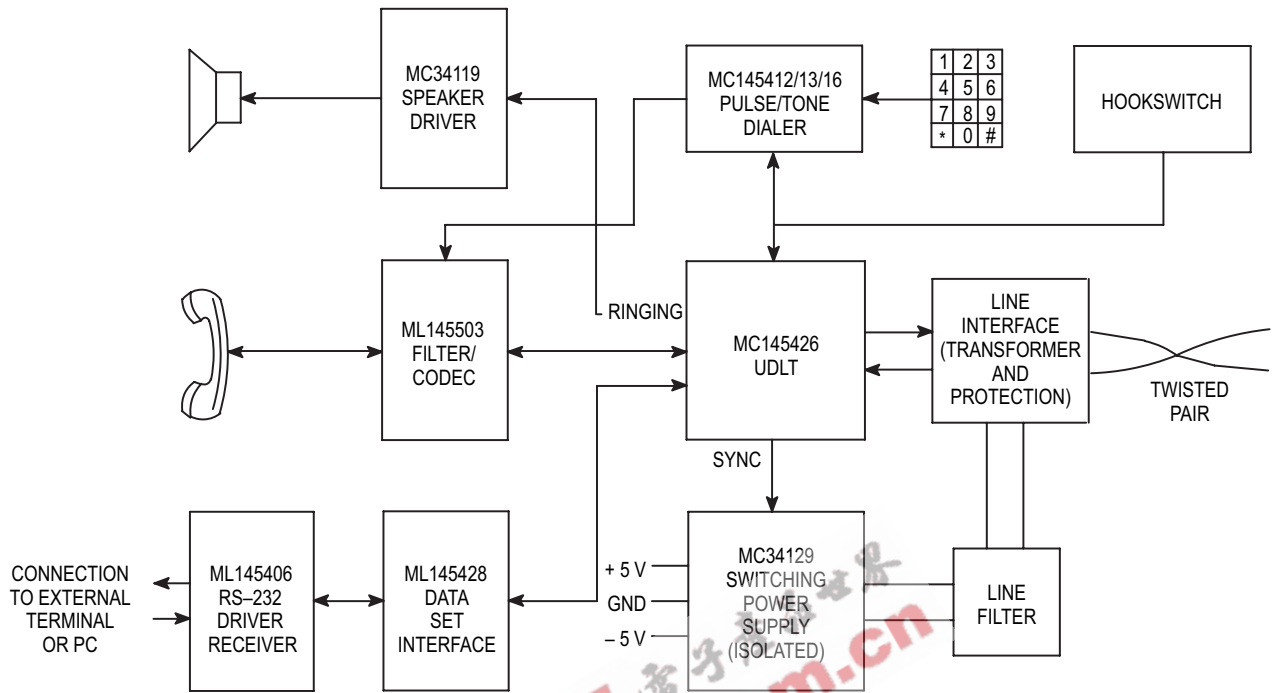 MC34119
SPEAKER
DRIVER
MC145412/13/16
PULSE/TONE
DIALER
1 2 3
4 5 6
7 8 9
* 0 #
HOOKSWITCH
RINGING
ML145503
FILTER/
CODEC
MC145426
UDLT
LINE
INTERFACE
(TRANSFORMER
AND
PROTECTION)
TWISTED
PAIR
SYNC
CONNECTION
TO EXTERNAL
TERMINAL
OR PC
ML145406
RS–232
DRIVER
RECEIVER
ML145428
DATA
SET
INTERFACE
+ 5 V
GND
– 5 V
MC34129
SWITCHING
POWER
SUPPLY
(ISOLATED)
LINE
FILTER
m.cn